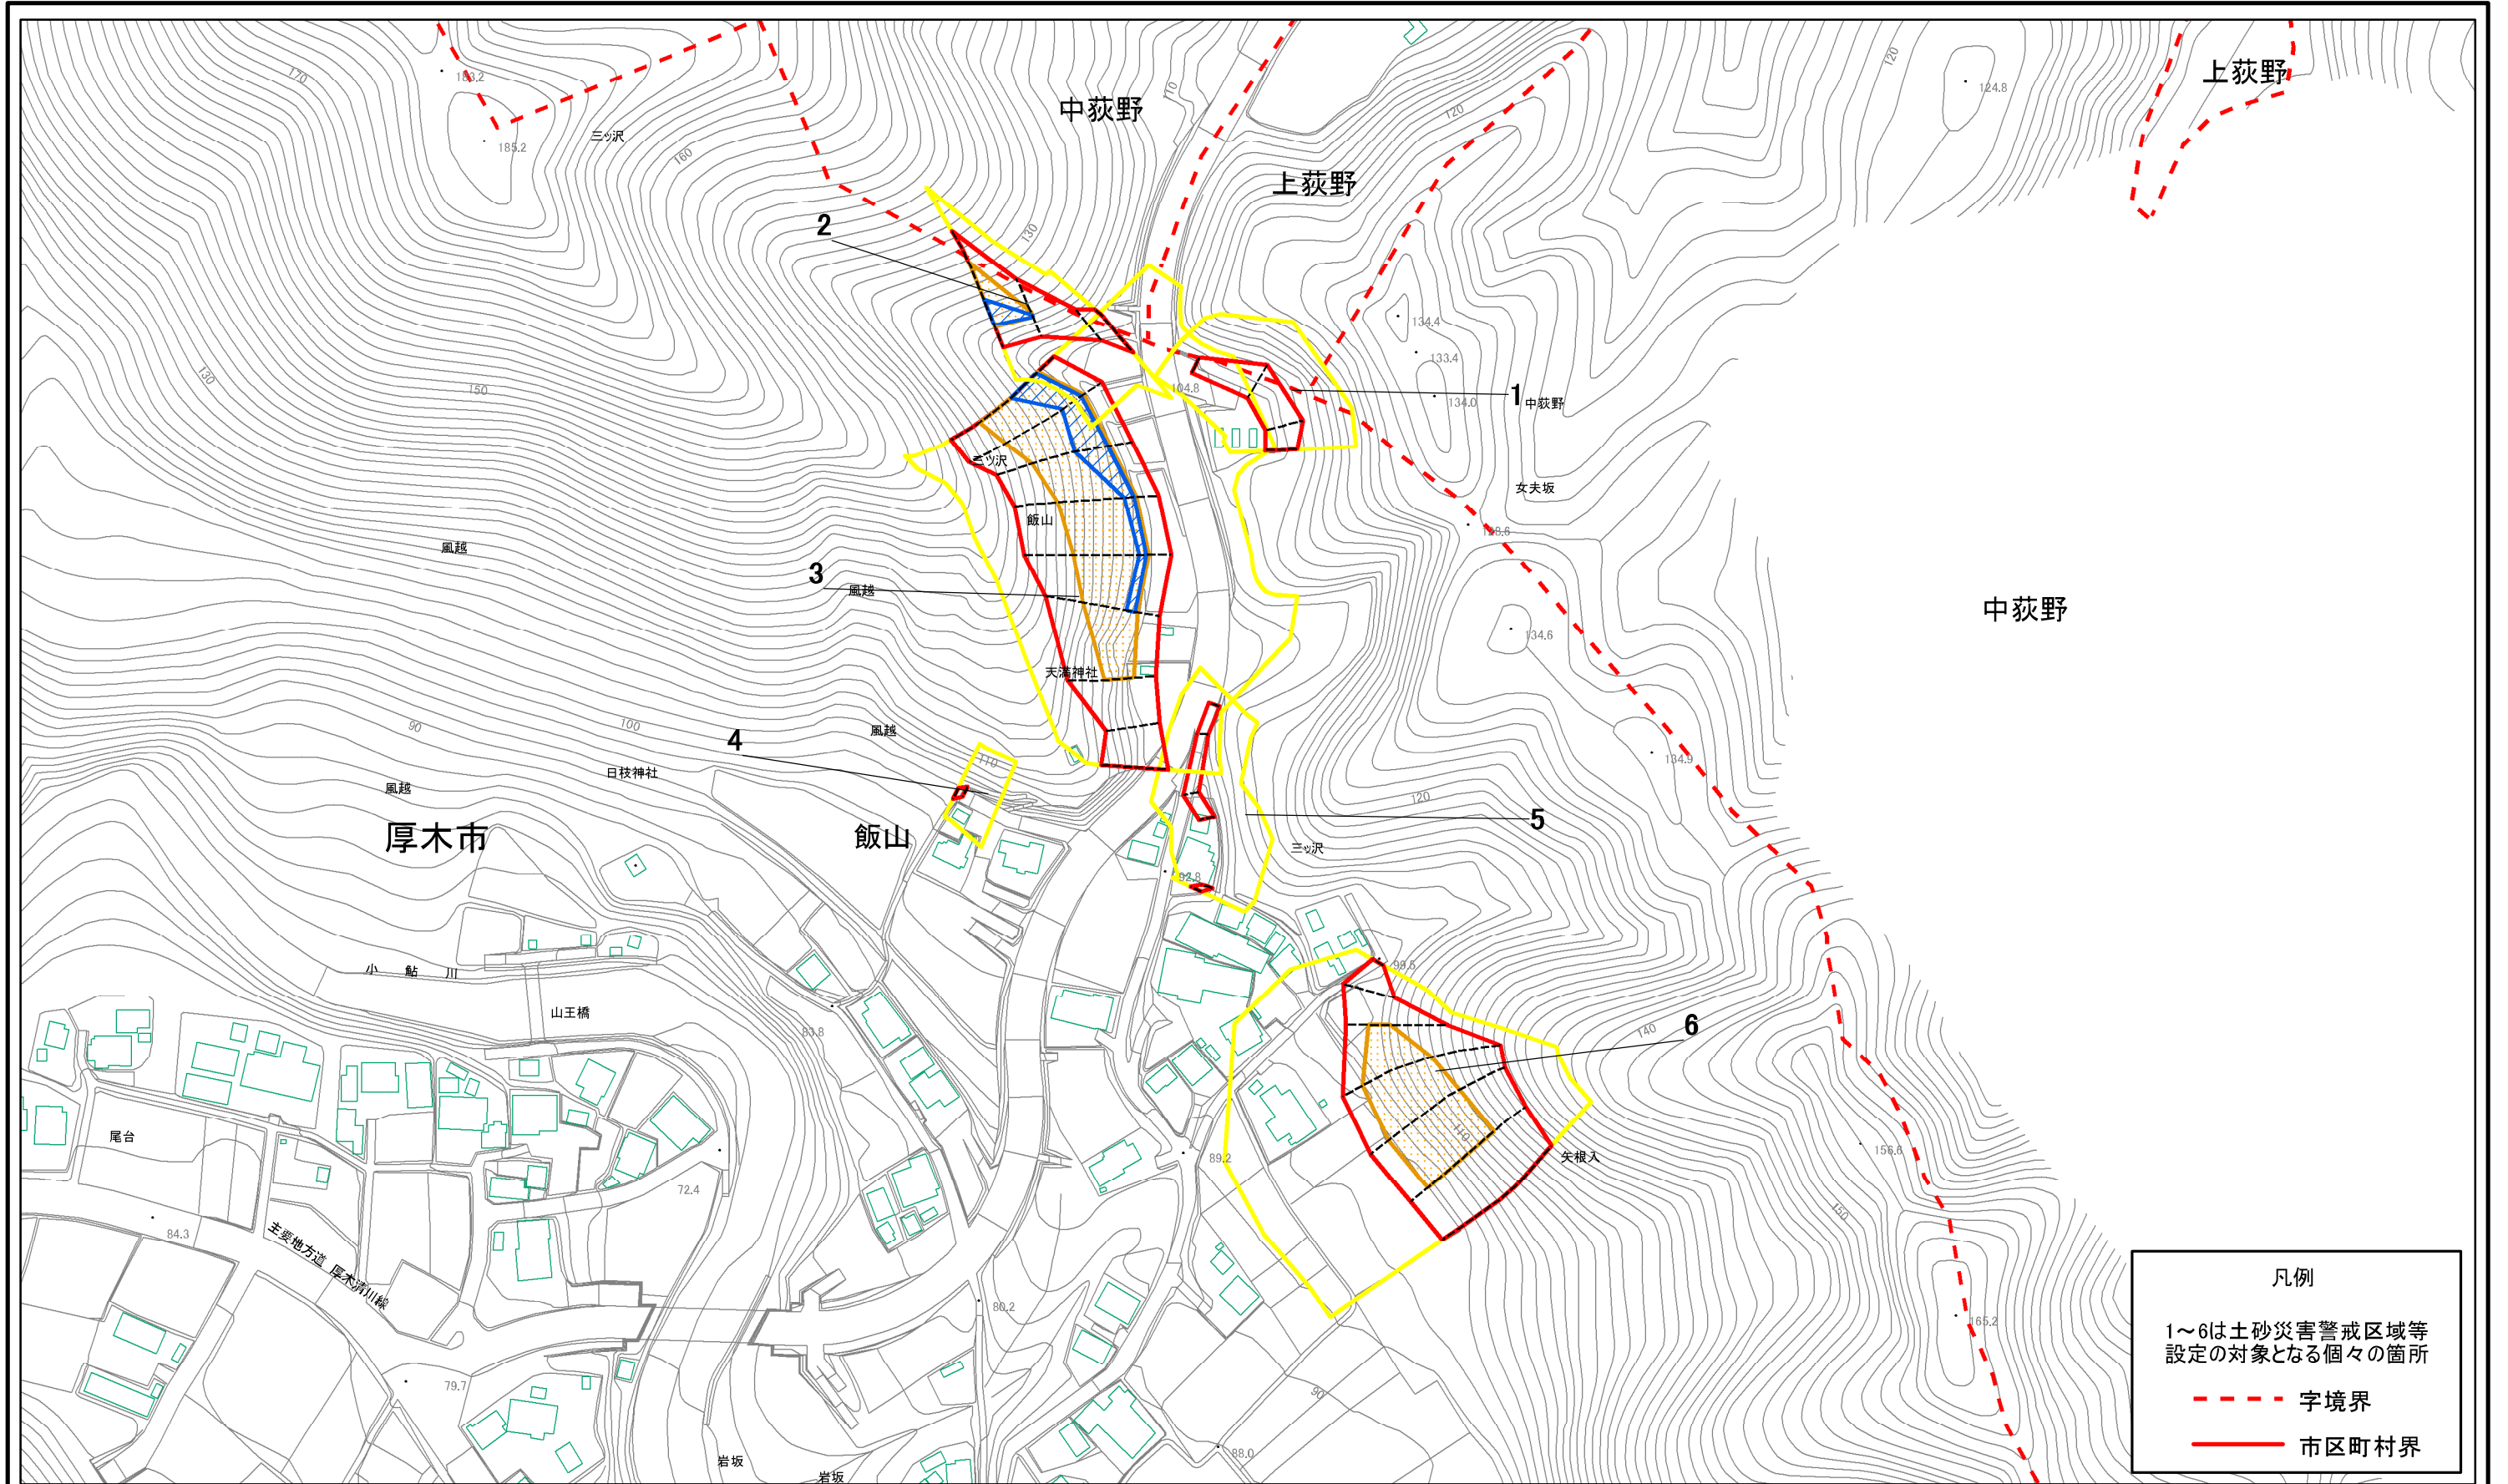 170
183.2
185.2
三ッ沢
160
中荻野
110
上荻野
120
120
124.8
上荻野
2
130
134.4
133.4
134.0
1
中荻野
104.8
130
150
三ッ沢
飯山
女夫坂
128.6
風越
3
風越
134.6
中荻野
天満神社
90
100
風越
4
110
134.9
日枝神社
風越
120
5
厚木市
飯山
三ッ沢
92.8
小鮎川
99.5
山王橋
83.8
140
6
110
尾台
89.2
矢根入
156.6
72.4
150
84.3
主要地方道 厚木清川線
80.2
165.2
79.7
90
88.0
岩坂
岩坂
凡例
1～6は土砂災害警戒区域等
設定の対象となる個々の箇所
字境界
市区町村界